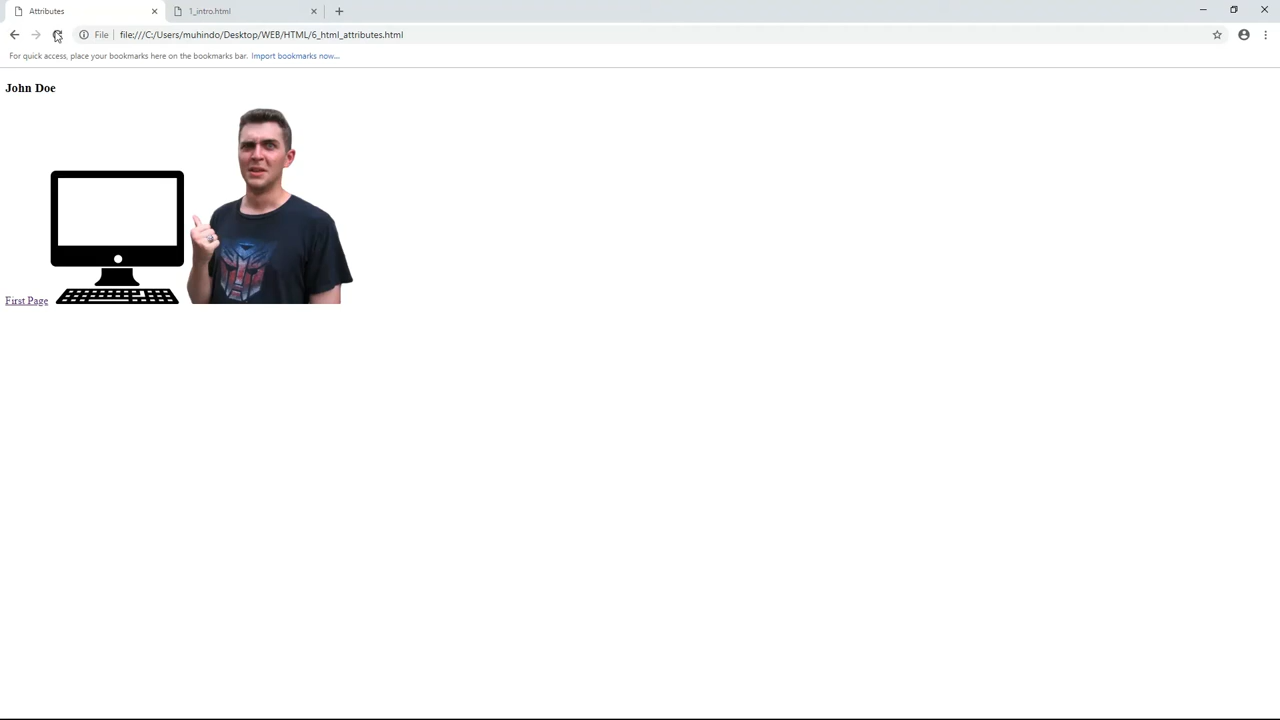 Attributes
1_intro.html
File
file:///C:/Users/muhindo/Desktop/WEB/HTML/6_html_attributes.html
For quick access, place your bookmarks here on the bookmarks bar. Import bookmarks now...
John Doe
First Page